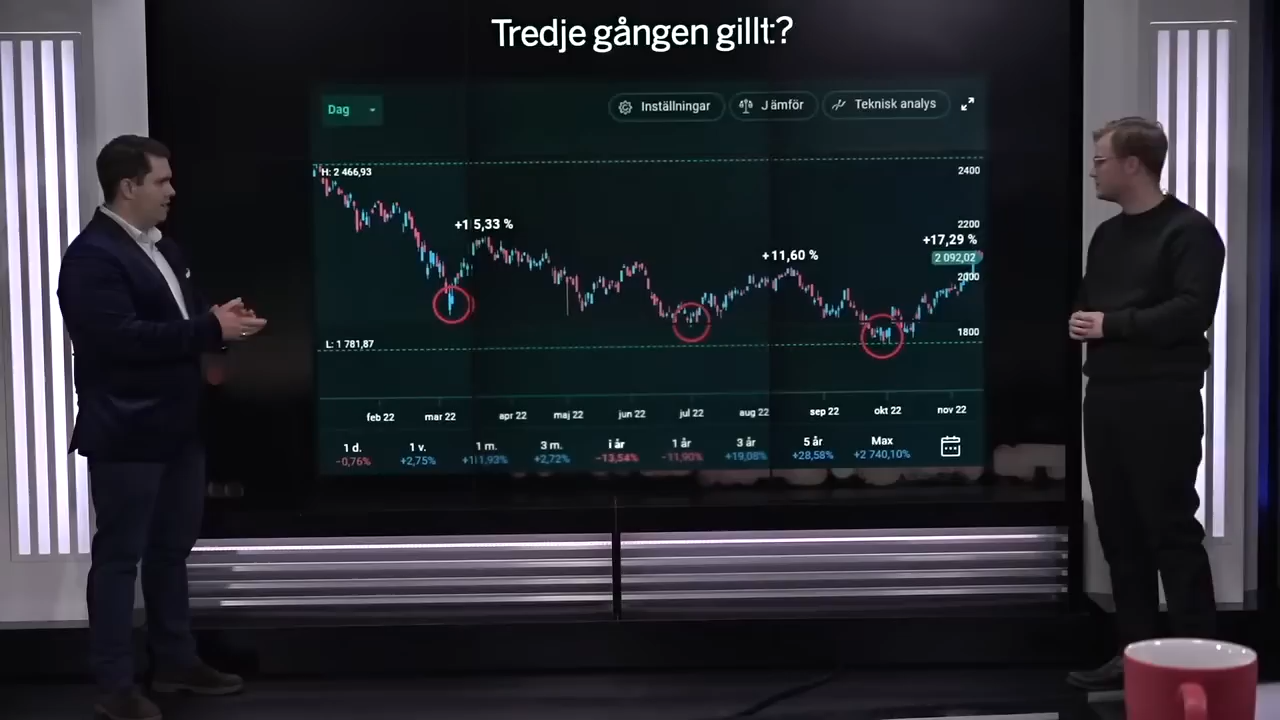 Tredje gången gillt:?
Dag
Inställningar
Jämför
Teknisk analys
H: 2 466,93
2400
+15,33 %
2200
+17,29 %
+11,60 %
2 092,02
2000
1800
L: 1 781,87
feb 22 mar 22 apr 22 maj 22 jun 22 jul 22 aug 22 sep 22 okt 22 nov 22
1 d. 1 v. 1 m. 3 m. i år 1 år 3 år 5 år Max
−0,76% +2,75% +11,93% +2,72% −13,54% −11,90% +19,08% +28,58% +2 740,10%